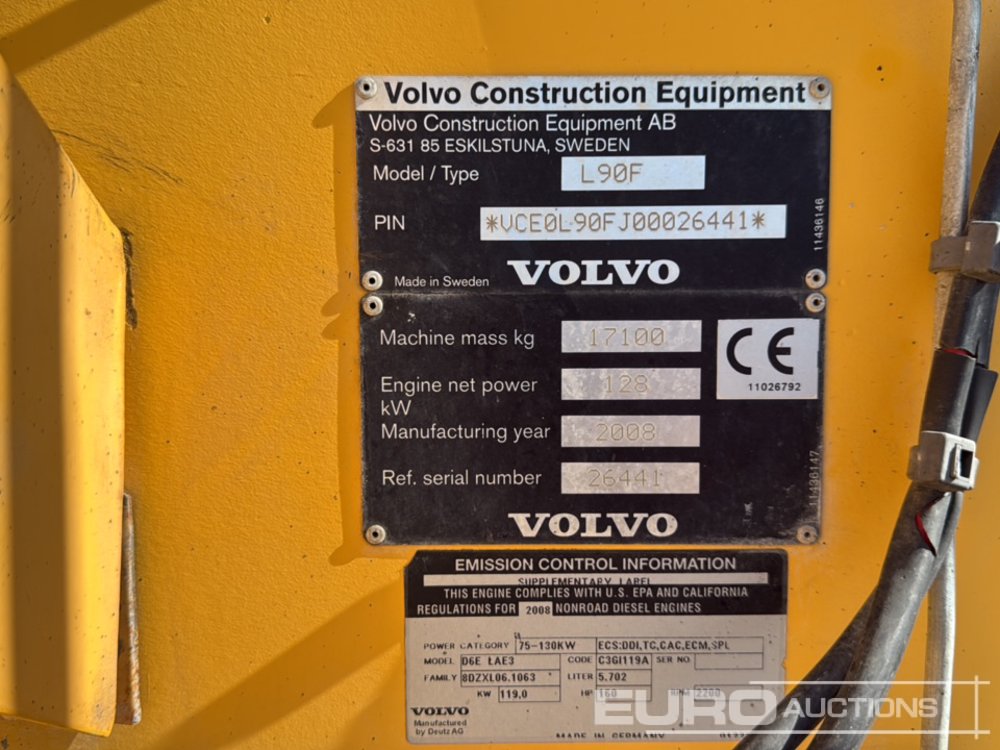 Volvo Construction Equipment
Volvo Construction Equipment AB
S-631 85 ESKILSTUNA, SWEDEN
Model / Type L90F
PIN *VCE0L90FJ00026441*
11436146
Made in Sweden VOLVO
Machine mass kg 17100
CE
11026792
Engine net power kW 128
Manufacturing year 2008
Ref. serial number 26441
11436147
VOLVO
EMISSION CONTROL INFORMATION
SUPPLEMENTARY LABEL
THIS ENGINE COMPLIES WITH U.S. EPA AND CALIFORNIA
REGULATIONS FOR 2008 NONROAD DIESEL ENGINES
POWER CATEGORY 75-130KW ECS:DDI,TC,CAC,ECM,SPL
MODEL D6E LAE3 CODE C3GI119A SER NO
FAMILY 8DZXL06.1063 LITER 5.702
KW 119,0 HP 160 RPM 2200
VOLVO
Manufactured
by Deutz AG
MADE IN GERMANY
EURO AUCTIONS